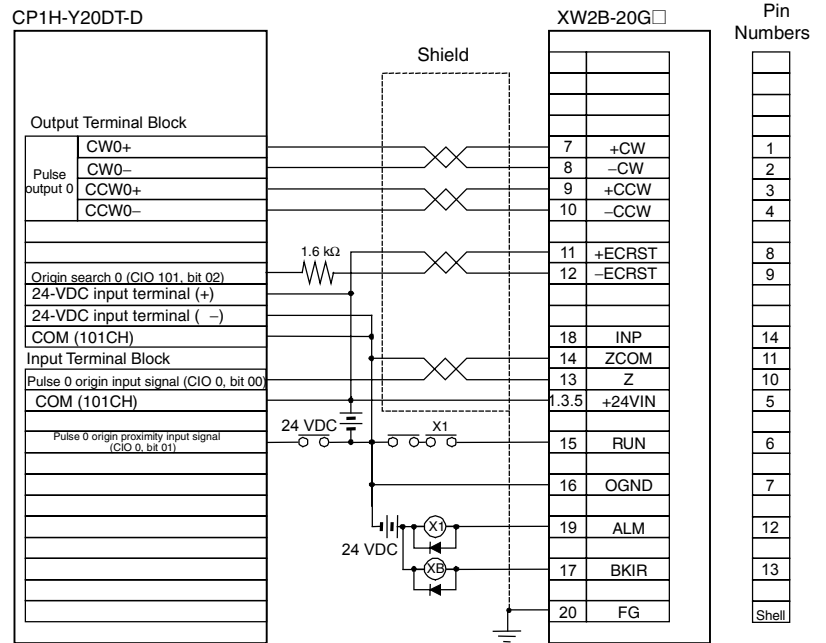 CP1H-Y20DT-D XW2B-20G□ Pin Numbers
Shield
Output Terminal Block
Pulse output 0
CW0+ 7 +CW 1
CW0− 8 −CW 2
CCW0+ 9 +CCW 3
CCW0− 10 −CCW 4
1.6 kΩ 11 +ECRST 8
Origin search 0 (CIO 101, bit 02) 12 −ECRST 9
24-VDC input terminal (+)
24-VDC input terminal ( −)
COM (101CH) 18 INP 14
Input Terminal Block 14 ZCOM 11
Pulse 0 origin input signal (CIO 0, bit 00) 13 Z 10
COM (101CH) 1.3.5 +24VIN 5
24 VDC X1
Pulse 0 origin proximity input signal
(CIO 0, bit 01) 15 RUN 6
16 OGND 7
X1 19 ALM 12
24 VDC
XB 17 BKIR 13
20 FG Shell